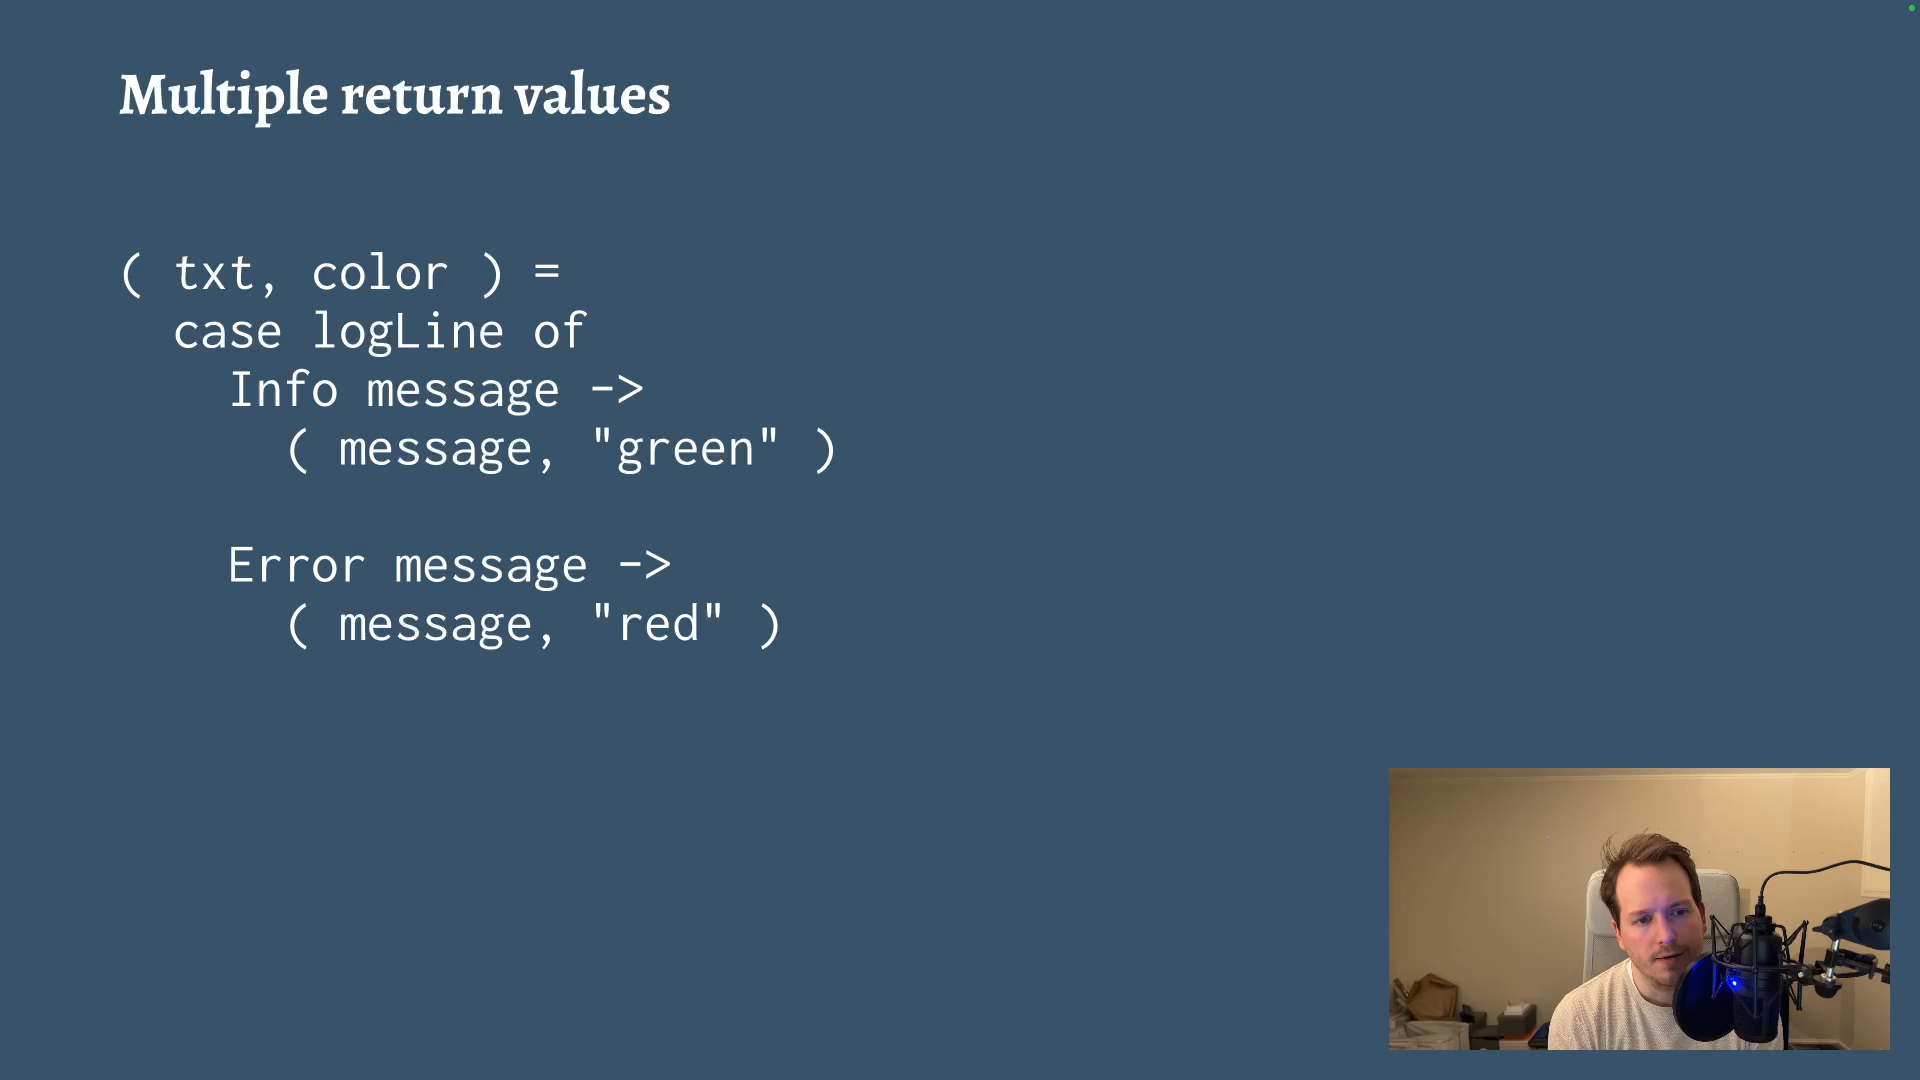 Multiple return values
( txt, color ) =
case logLine of
Info message ->
( message, "green" )
Error message ->
( message, "red" )